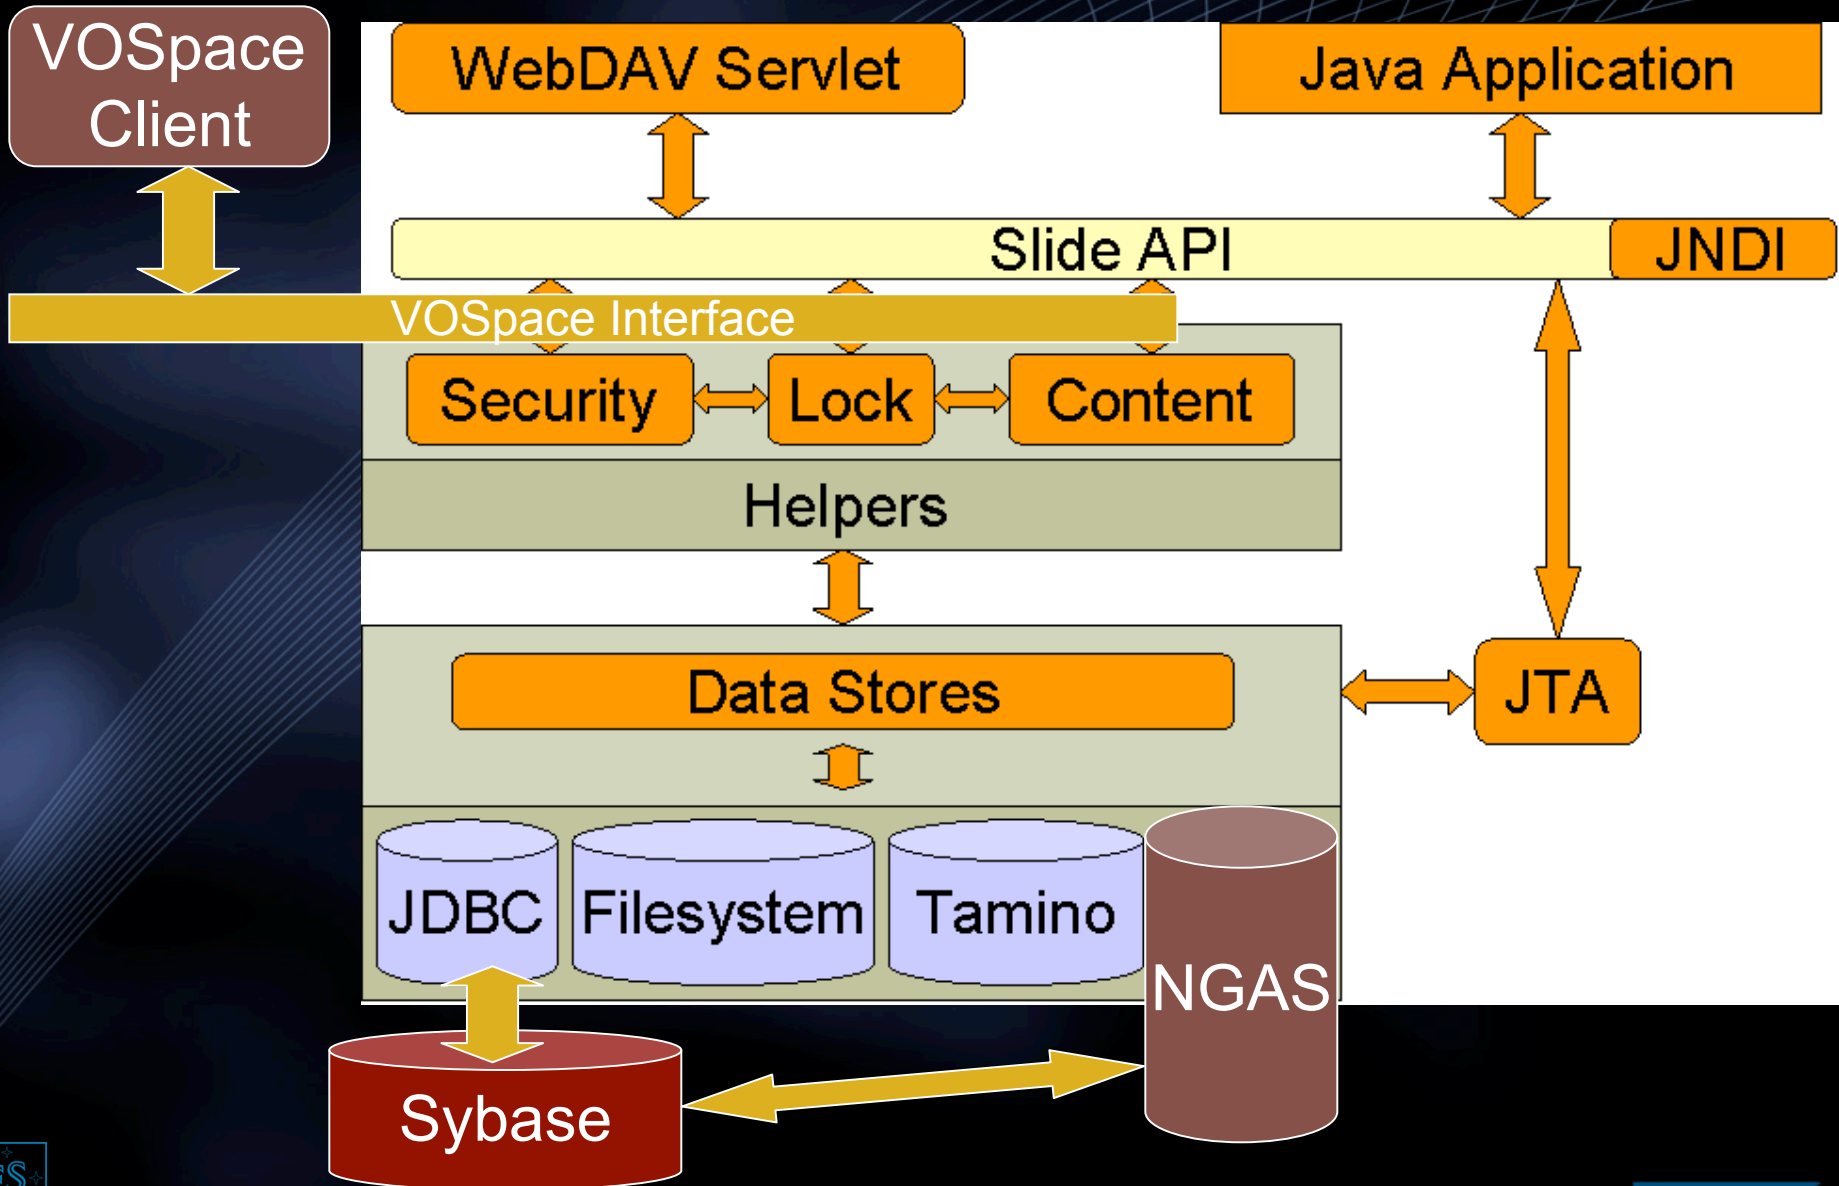 VOSpace
Client
WebDAV Servlet
Java Application
Slide API
JNDI
VOSpace Interface
Security
Lock
Content
Helpers
Data Stores
JTA
JDBC
Filesystem
Tamino
NGAS
Sybase